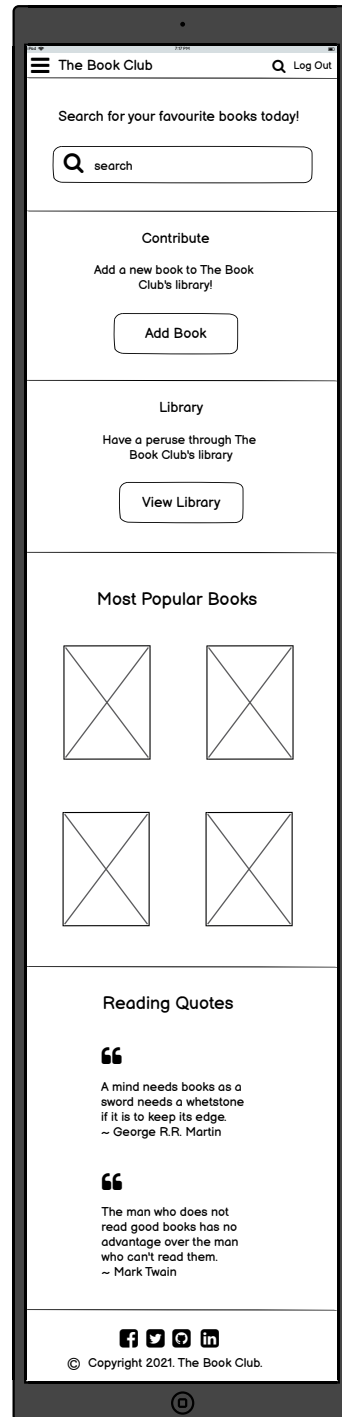 iPad 7:17 PM
The Book Club Log Out
Search for your favourite books today!
search
Contribute
Add a new book to The Book
Club's library!
Add Book
Library
Have a peruse through The
Book Club's library
View Library
Most Popular Books
Reading Quotes
❝
A mind needs books as a
sword needs a whetstone
if it is to keep its edge.
~ George R.R. Martin
❝
The man who does not
read good books has no
advantage over the man
who can't read them.
~ Mark Twain
© Copyright 2021. The Book Club.